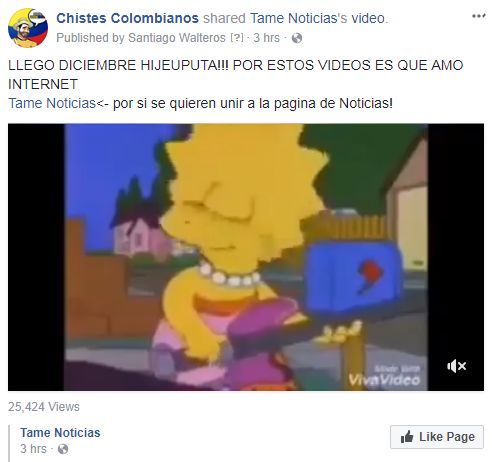 Chistes Colombianos shared Tame Noticias's video.
Published by Santiago Walteros [?] · 3 hrs ·
LLEGO DICIEMBRE HIJEUPUTA!!! POR ESTOS VIDEOS ES QUE AMO
INTERNET
Tame Noticias<- por si se quieren unir a la pagina de Noticias!
VivaVideo
25,424 Views
Tame Noticias
3 hrs ·
Like Page